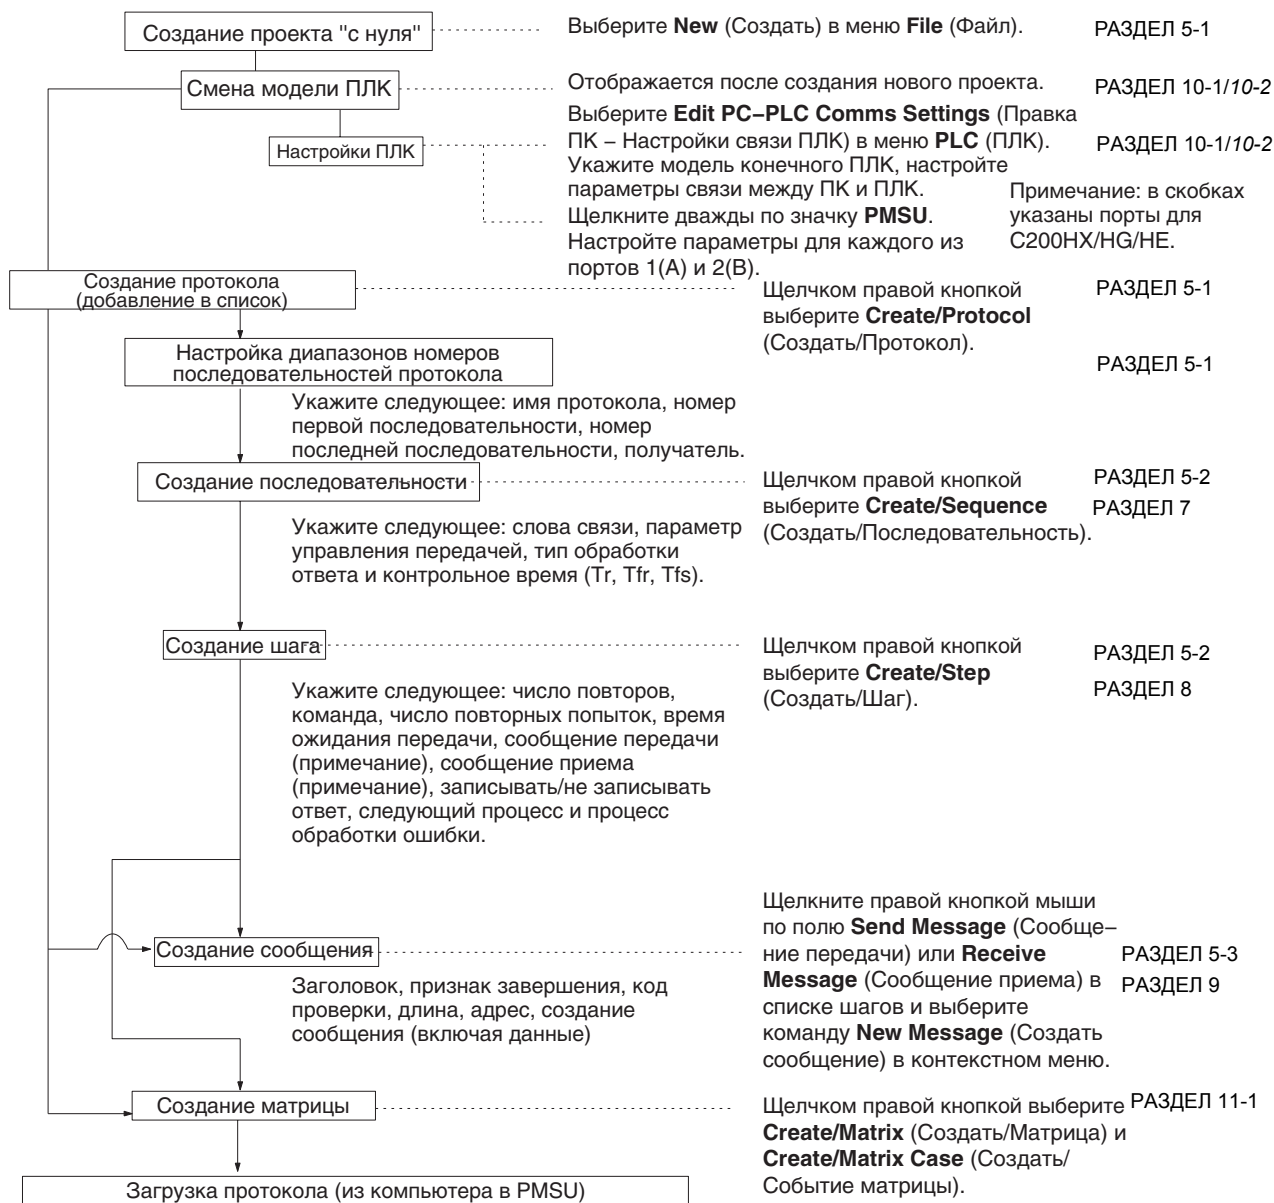 Создание проекта "с нуля"
Выберите New (Создать) в меню File (Файл).
РАЗДЕЛ 5-1
Смена модели ПЛК
Отображается после создания нового проекта.
РАЗДЕЛ 10-1/10-2
Настройки ПЛК
Выберите Edit PC–PLC Comms Settings (Правка
ПК – Настройки связи ПЛК) в меню PLC (ПЛК).
Укажите модель конечного ПЛК, настройте
параметры связи между ПК и ПЛК.
РАЗДЕЛ 10-1/10-2
Щелкните дважды по значку PMSU.
Настройте параметры для каждого из
портов 1(A) и 2(B).
Примечание: в скобках
указаны порты для
C200HX/HG/HE.
Создание протокола
(добавление в список)
Щелчком правой кнопкой
выберите Create/Protocol
(Создать/Протокол).
РАЗДЕЛ 5-1
Настройка диапазонов номеров
последовательностей протокола
РАЗДЕЛ 5-1
Укажите следующее: имя протокола, номер
первой последовательности, номер
последней последовательности, получатель.
Создание последовательности
Щелчком правой кнопкой
выберите Create/Sequence
(Создать/Последовательность).
РАЗДЕЛ 5-2
РАЗДЕЛ 7
Укажите следующее: слова связи, параметр
управления передачей, тип обработки
ответа и контрольное время (Tr, Tfr, Tfs).
Создание шага
Щелчком правой кнопкой
выберите Create/Step
(Создать/Шаг).
РАЗДЕЛ 5-2
РАЗДЕЛ 8
Укажите следующее: число повторов,
команда, число повторных попыток, время
ожидания передачи, сообщение передачи
(примечание), сообщение приема
(примечание), записывать/не записывать
ответ, следующий процесс и процесс
обработки ошибки.
Создание сообщения
Щелкните правой кнопкой мыши
по полю Send Message (Сообще–
ние передачи) или Receive
Message (Сообщение приема) в
списке шагов и выберите
команду New Message (Создать
сообщение) в контекстном меню.
РАЗДЕЛ 5-3
РАЗДЕЛ 9
Заголовок, признак завершения, код
проверки, длина, адрес, создание
сообщения (включая данные)
Создание матрицы
Щелчком правой кнопкой выберите
Create/Matrix (Создать/Матрица) и
Create/Matrix Case (Создать/
Событие матрицы).
РАЗДЕЛ 11-1
Загрузка протокола (из компьютера в PMSU)